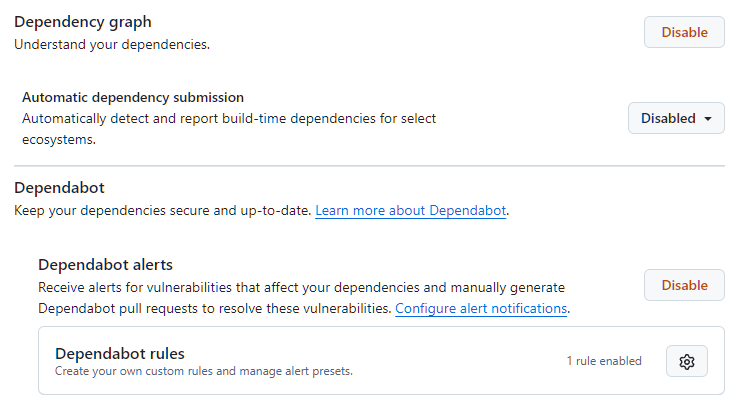 Dependency graph
Understand your dependencies.
Disable
Automatic dependency submission
Automatically detect and report build-time dependencies for select
ecosystems.
Disabled
Dependabot
Keep your dependencies secure and up-to-date. Learn more about Dependabot.
Dependabot alerts
Receive alerts for vulnerabilities that affect your dependencies and manually generate
Dependabot pull requests to resolve these vulnerabilities. Configure alert notifications.
Disable
Dependabot rules
Create your own custom rules and manage alert presets.
1 rule enabled